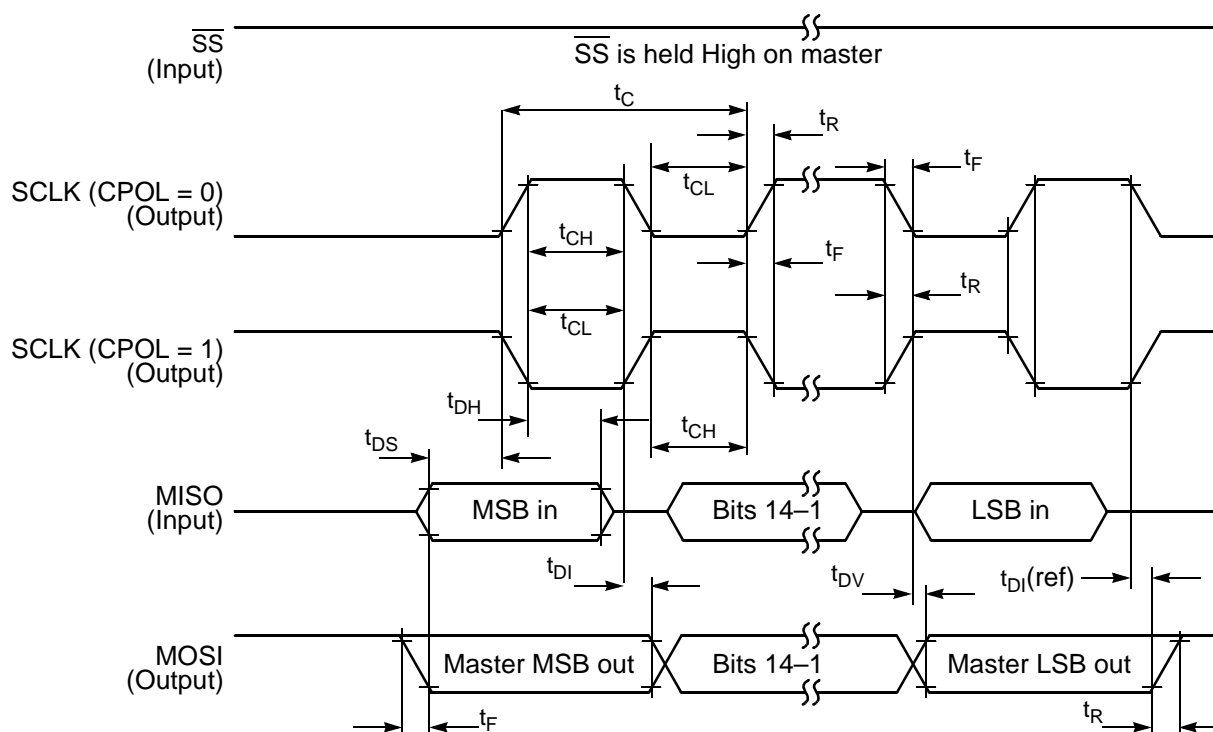 SS
(Input)
SS is held High on master
tC
tR
tF
SCLK (CPOL = 0)
(Output)
tCL
tCH
tF
tR
tCL
SCLK (CPOL = 1)
(Output)
tDH
tCH
tDS
MISO
(Input)
MSB in
Bits 14–1
LSB in
tDI
tDV
tDI(ref)
MOSI
(Output)
Master MSB out
Bits 14–1
Master LSB out
tF
tR